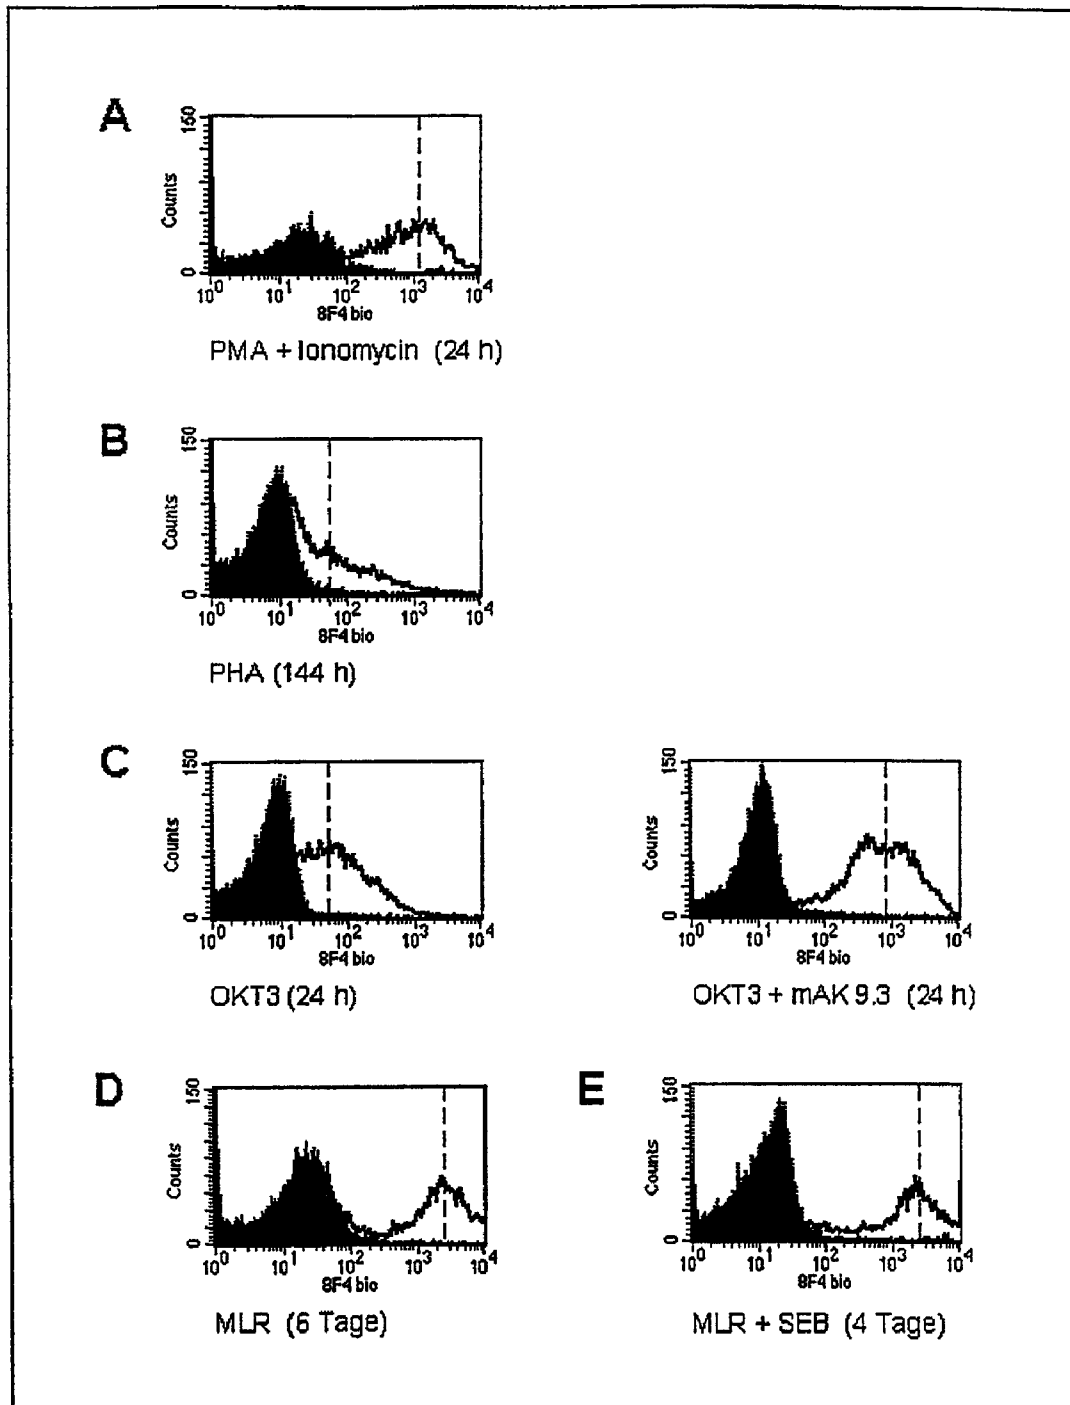 A
150
Counts
0
10^0 10^1 10^2 10^3 10^4
8F4 bio
PMA + Ionomycin (24 h)
B
150
Counts
0
10^0 10^1 10^2 10^3 10^4
8F4 bio
PHA (144 h)
C
150
Counts
0
10^0 10^1 10^2 10^3 10^4
8F4 bio
OKT3 (24 h)
150
Counts
0
10^0 10^1 10^2 10^3 10^4
8F4 bio
OKT3 + mAK 9.3 (24 h)
D
150
Counts
0
10^0 10^1 10^2 10^3 10^4
8F4 bio
MLR (6 Tage)
E
150
Counts
0
10^0 10^1 10^2 10^3 10^4
8F4 bio
MLR + SEB (4 Tage)